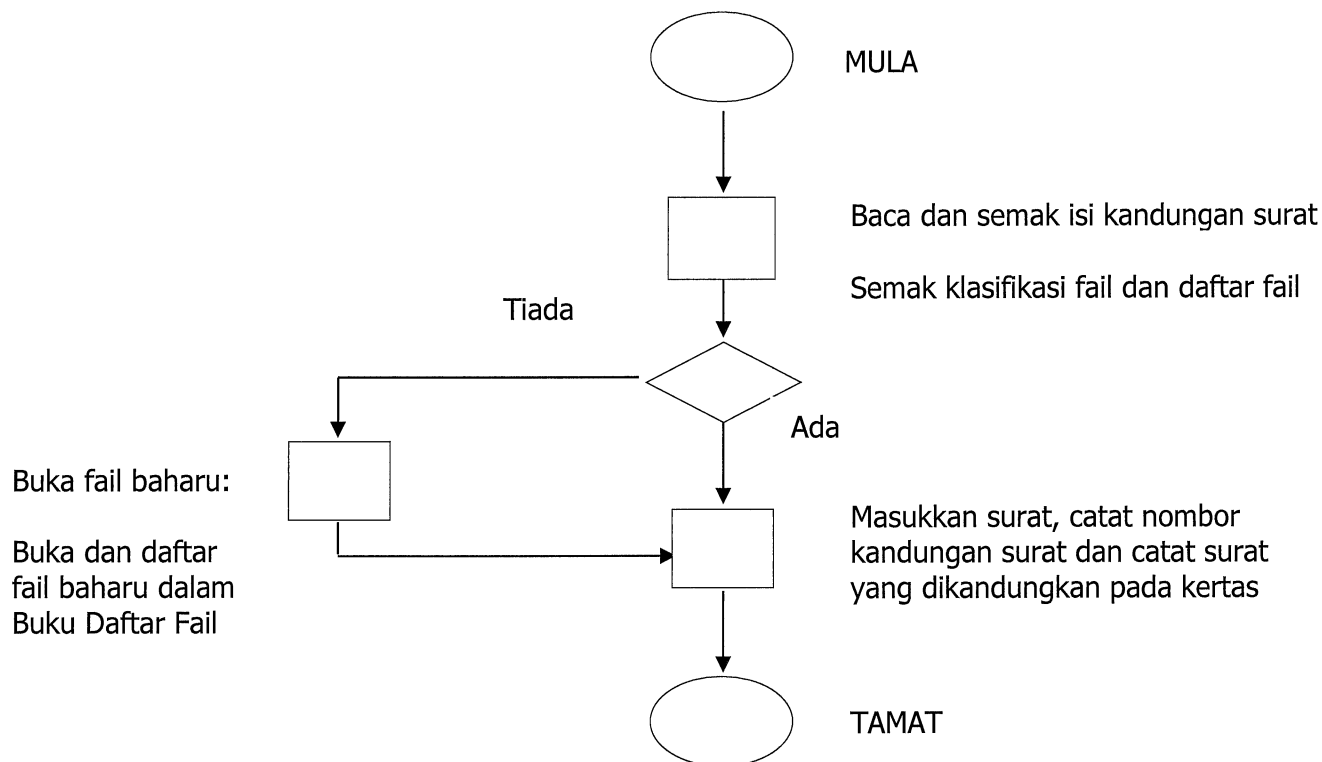 MULA
Baca dan semak isi kandungan surat
Semak klasifikasi fail dan daftar fail
Tiada
Ada
Buka fail baharu:
Buka dan daftar
fail baharu dalam
Buku Daftar Fail
Masukkan surat, catat nombor
kandungan surat dan catat surat
yang dikandungkan pada kertas
TAMAT